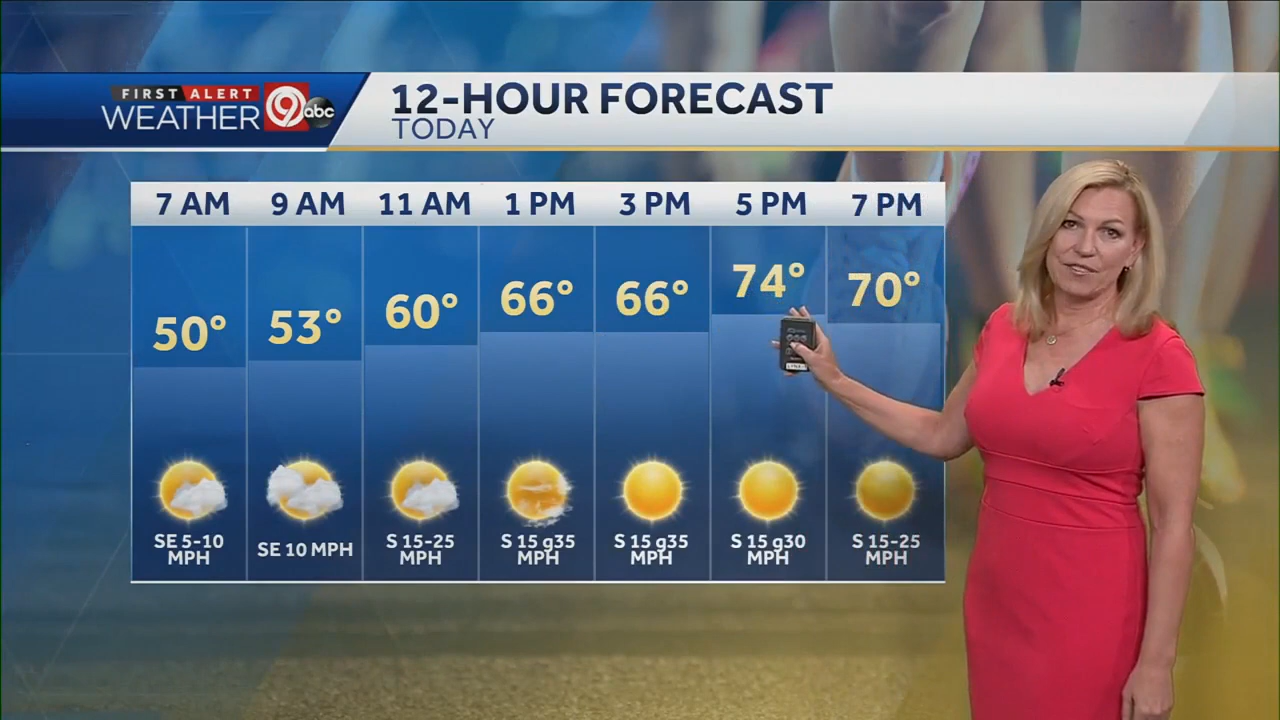 FIRST ALERT
WEATHER 9 abc
12-HOUR FORECAST
TODAY
7 AM 9 AM 11 AM 1 PM 3 PM 5 PM 7 PM
50° 53° 60° 66° 66° 74° 70°
SE 5-10 MPH
SE 10 MPH
S 15-25 MPH
S 15 g35 MPH
S 15 g35 MPH
S 15 g30 MPH
S 15-25 MPH